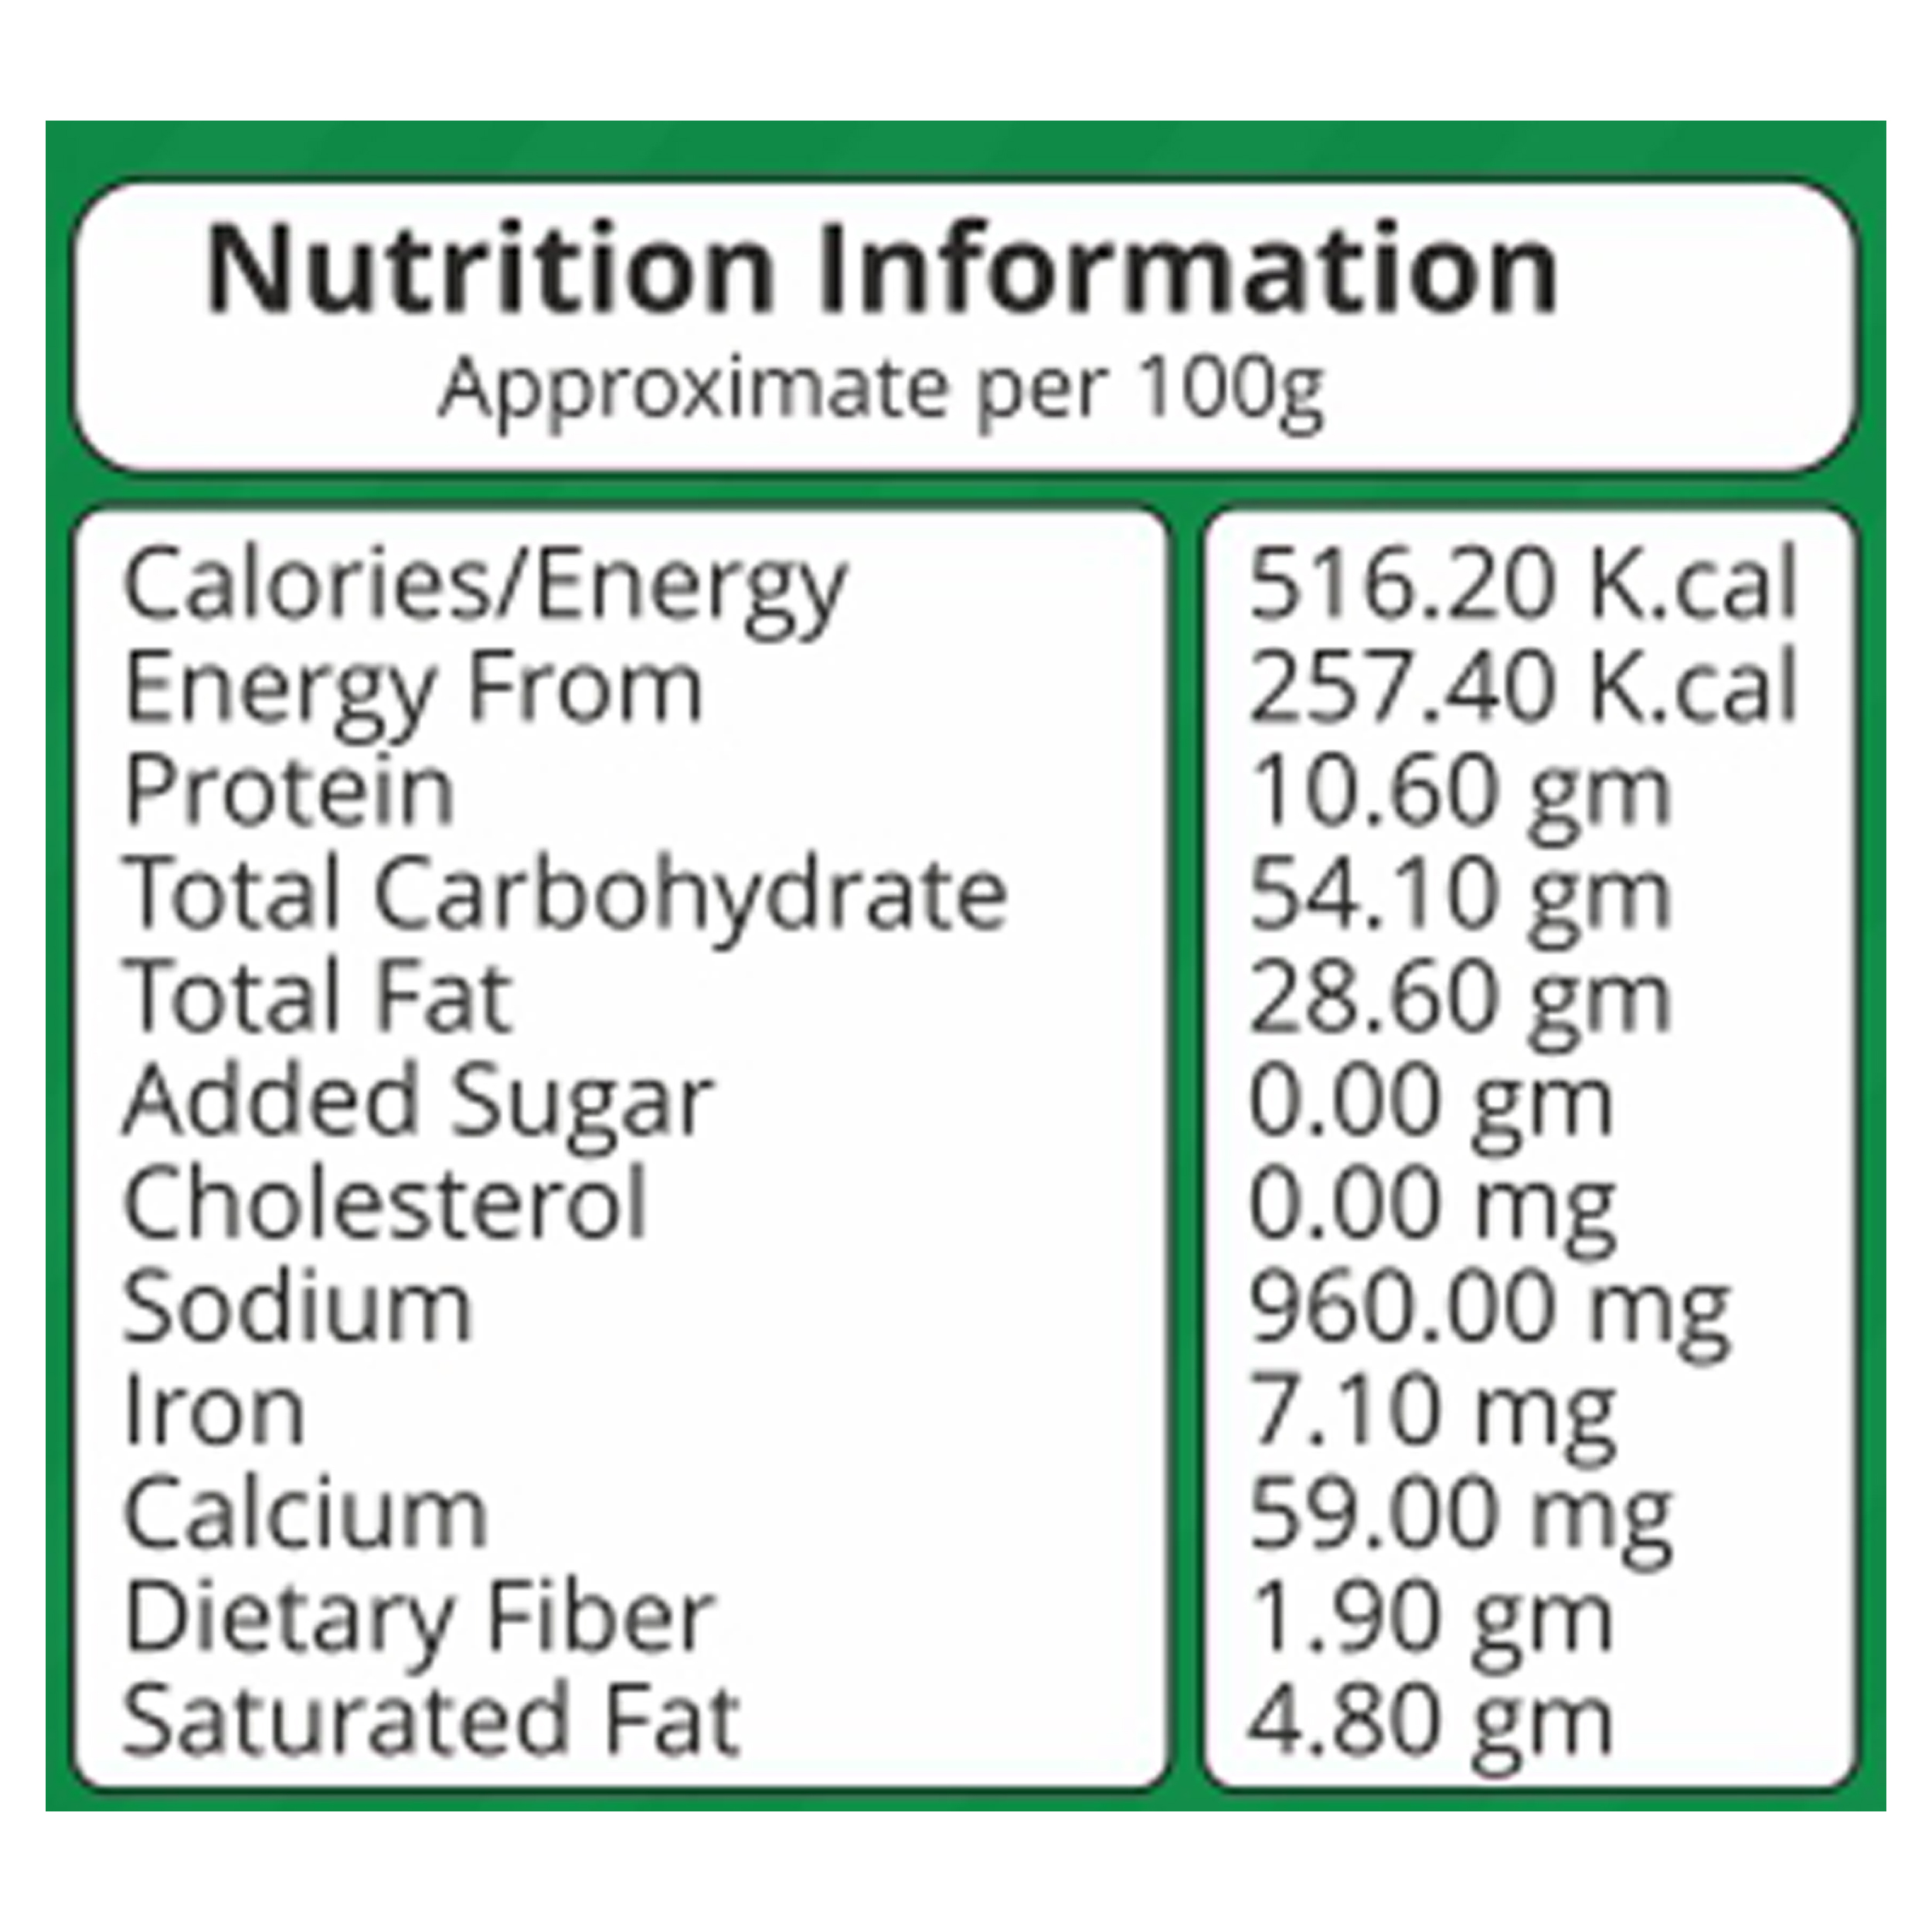 Nutrition Information
Approximate per 100g
Calories/Energy 516.20 K.cal
Energy From 257.40 K.cal
Protein 10.60 gm
Total Carbohydrate 54.10 gm
Total Fat 28.60 gm
Added Sugar 0.00 gm
Cholesterol 0.00 mg
Sodium 960.00 mg
Iron 7.10 mg
Calcium 59.00 mg
Dietary Fiber 1.90 gm
Saturated Fat 4.80 gm